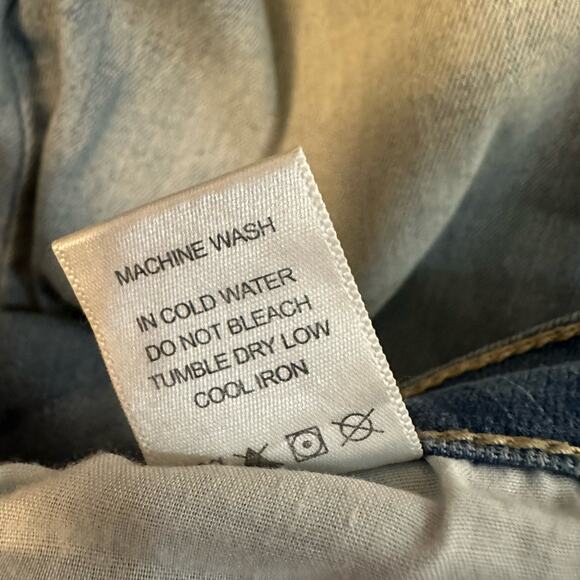 MACHINE WASH
IN COLD WATER
DO NOT BLEACH
TUMBLE DRY LOW
COOL IRON